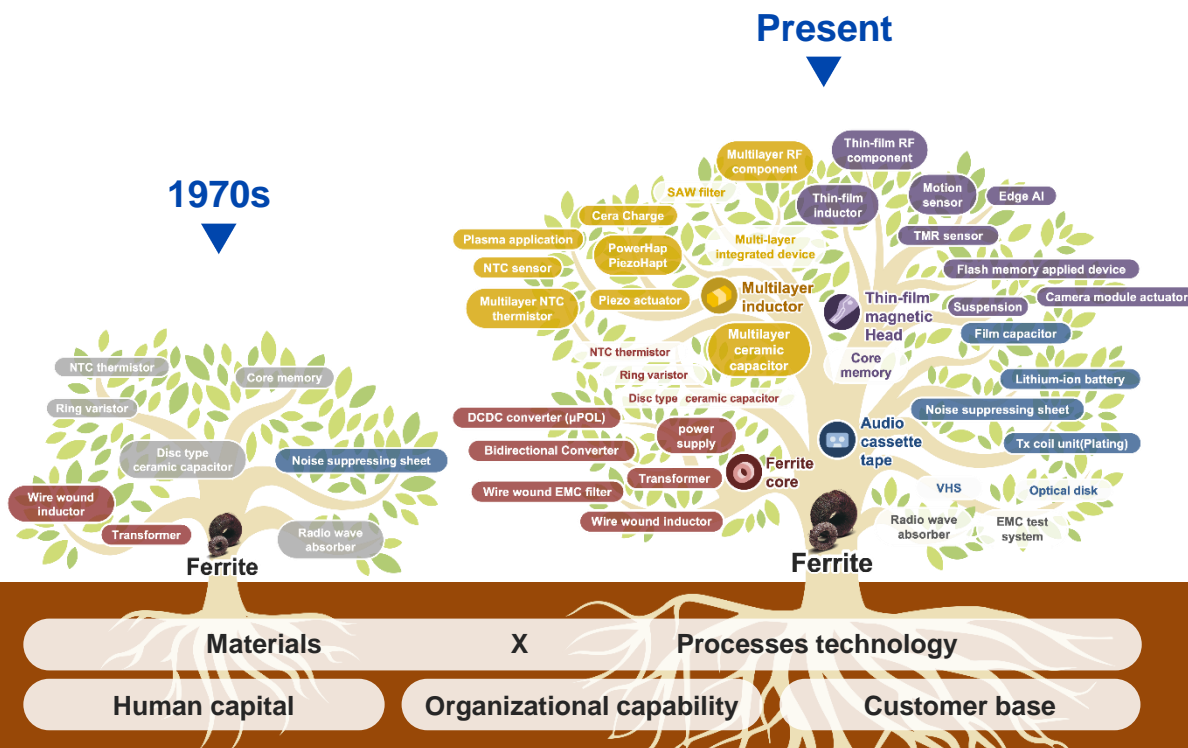 Present
1970s
NTC thermistor
Core memory
Ring varistor
Disc type
ceramic capacitor
Noise suppressing sheet
Wire wound
inductor
Transformer
Radio wave
absorber
Ferrite
Multilayer RF
component
Thin-film RF
component
SAW filter
Thin-film
inductor
Motion
sensor
Edge AI
Cera Charge
Plasma application
PowerHap
PiezoHapt
Multi-layer
integrated device
TMR sensor
NTC sensor
Flash memory applied device
Multilayer NTC
thermistor
Piezo actuator
Multilayer
inductor
Thin-film
magnetic
Head
Suspension
Camera module actuator
Film capacitor
Multilayer
ceramic
capacitor
NTC thermistor
Core
memory
Ring varistor
Lithium-ion battery
Disc type ceramic capacitor
Noise suppressing sheet
DCDC converter (μPOL)
power
supply
Audio
cassette
tape
Tx coil unit(Plating)
Bidirectional Converter
Ferrite
core
Transformer
Wire wound EMC filter
VHS
Optical disk
Wire wound inductor
Radio wave
absorber
EMC test
system
Ferrite
Materials X Processes technology
Human capital
Organizational capability
Customer base